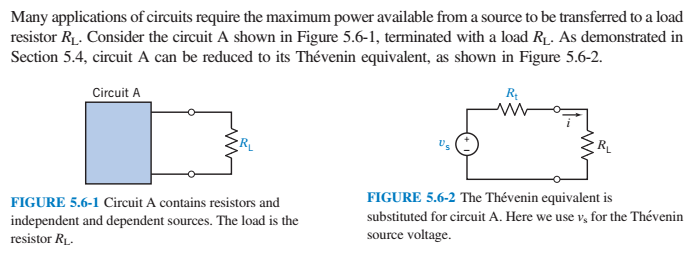 Many applications of circuits require the maximum power available from a source to be transferred to a load
resistor R_L. Consider the circuit A shown in Figure 5.6-1, terminated with a load R_L. As demonstrated in
Section 5.4, circuit A can be reduced to its Thévenin equivalent, as shown in Figure 5.6-2.
Circuit A
R_L
R_t
i
v_s
+
–
R_L
FIGURE 5.6-1 Circuit A contains resistors and
independent and dependent sources. The load is the
resistor R_L.
FIGURE 5.6-2 The Thévenin equivalent is
substituted for circuit A. Here we use v_s for the Thévenin
source voltage.